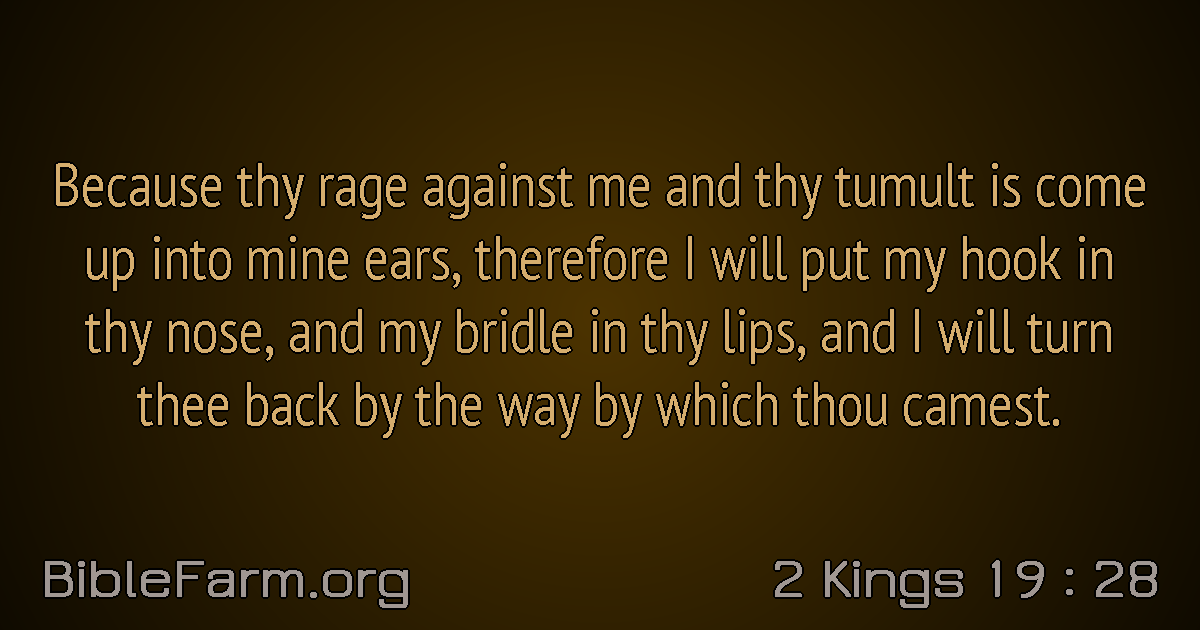 Because thy rage against me and thy tumult is come
up into mine ears, therefore I will put my hook in
thy nose, and my bridle in thy lips, and I will turn
thee back by the way by which thou camest.
BibleFarm.org
2 Kings 19 : 28